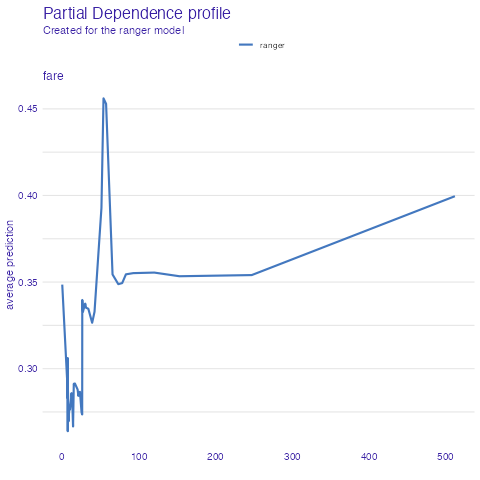 Partial Dependence profile
Created for the ranger model
ranger
fare
average prediction
0.45
0.40
0.35
0.30
0 100 200 300 400 500